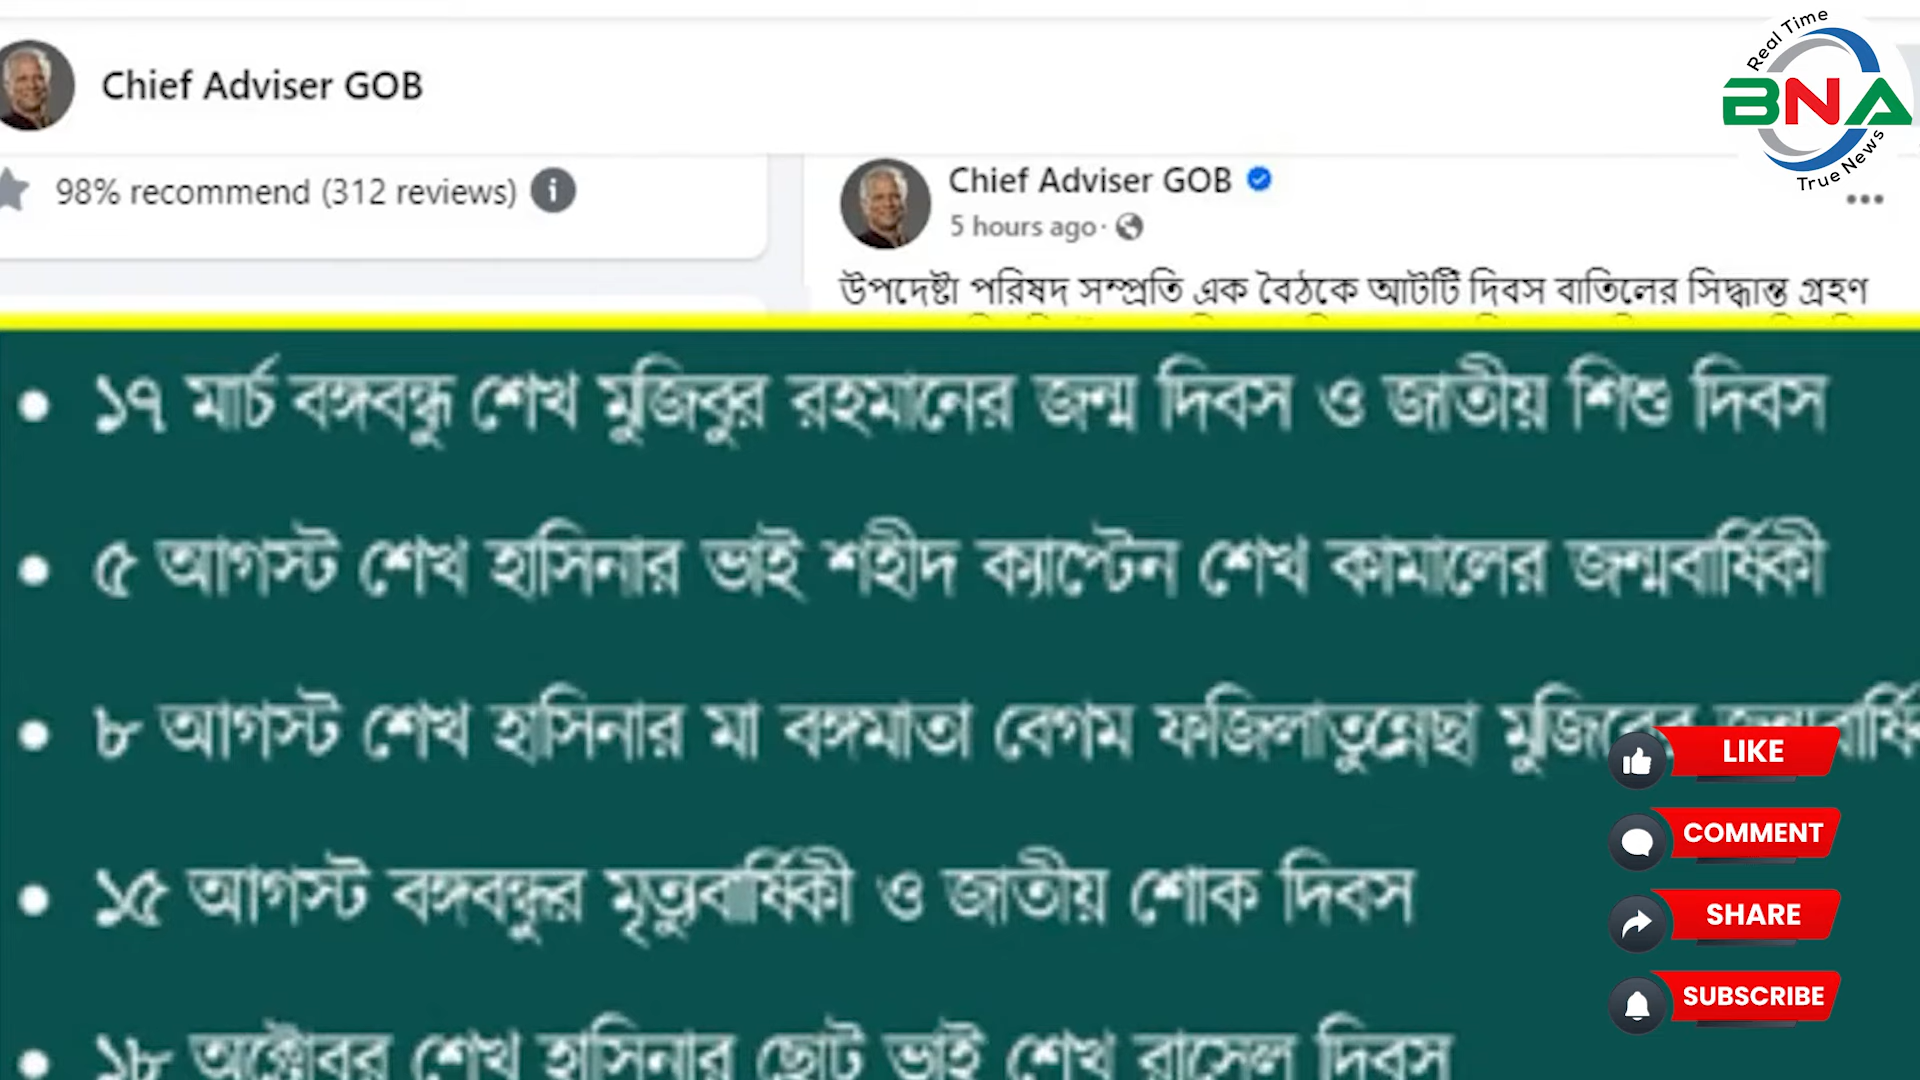 Real Time
BNA
True News
Chief Adviser GOB
98% recommend (312 reviews)
Chief Adviser GOB
5 hours ago
উপদেষ্টা পরিষদ সম্প্রতি এক বৈঠকে আটটি দিবস বাতিলের সিদ্ধান্ত গ্রহণ
• ১৭ মার্চ বঙ্গবন্ধু শেখ মুজিবুর রহমানের জন্ম দিবস ও জাতীয় শিশু দিবস
• ৫ আগস্ট শেখ হাসিনার ভাই শহীদ ক্যাপ্টেন শেখ কামালের জন্মবার্ষিকী
• ৮ আগস্ট শেখ হাসিনার মা বঙ্গমাতা বেগম ফজিলাতুন্নেছা
• ১৫ আগস্ট বঙ্গবন্ধুর মৃত্যুবার্ষিকী ও জাতীয় শোক দিবস
• ১৮ অক্টোবর শেখ হাসিনার ছোট ভাই শেখ রাসেল দিবস
LIKE
COMMENT
SHARE
SUBSCRIBE